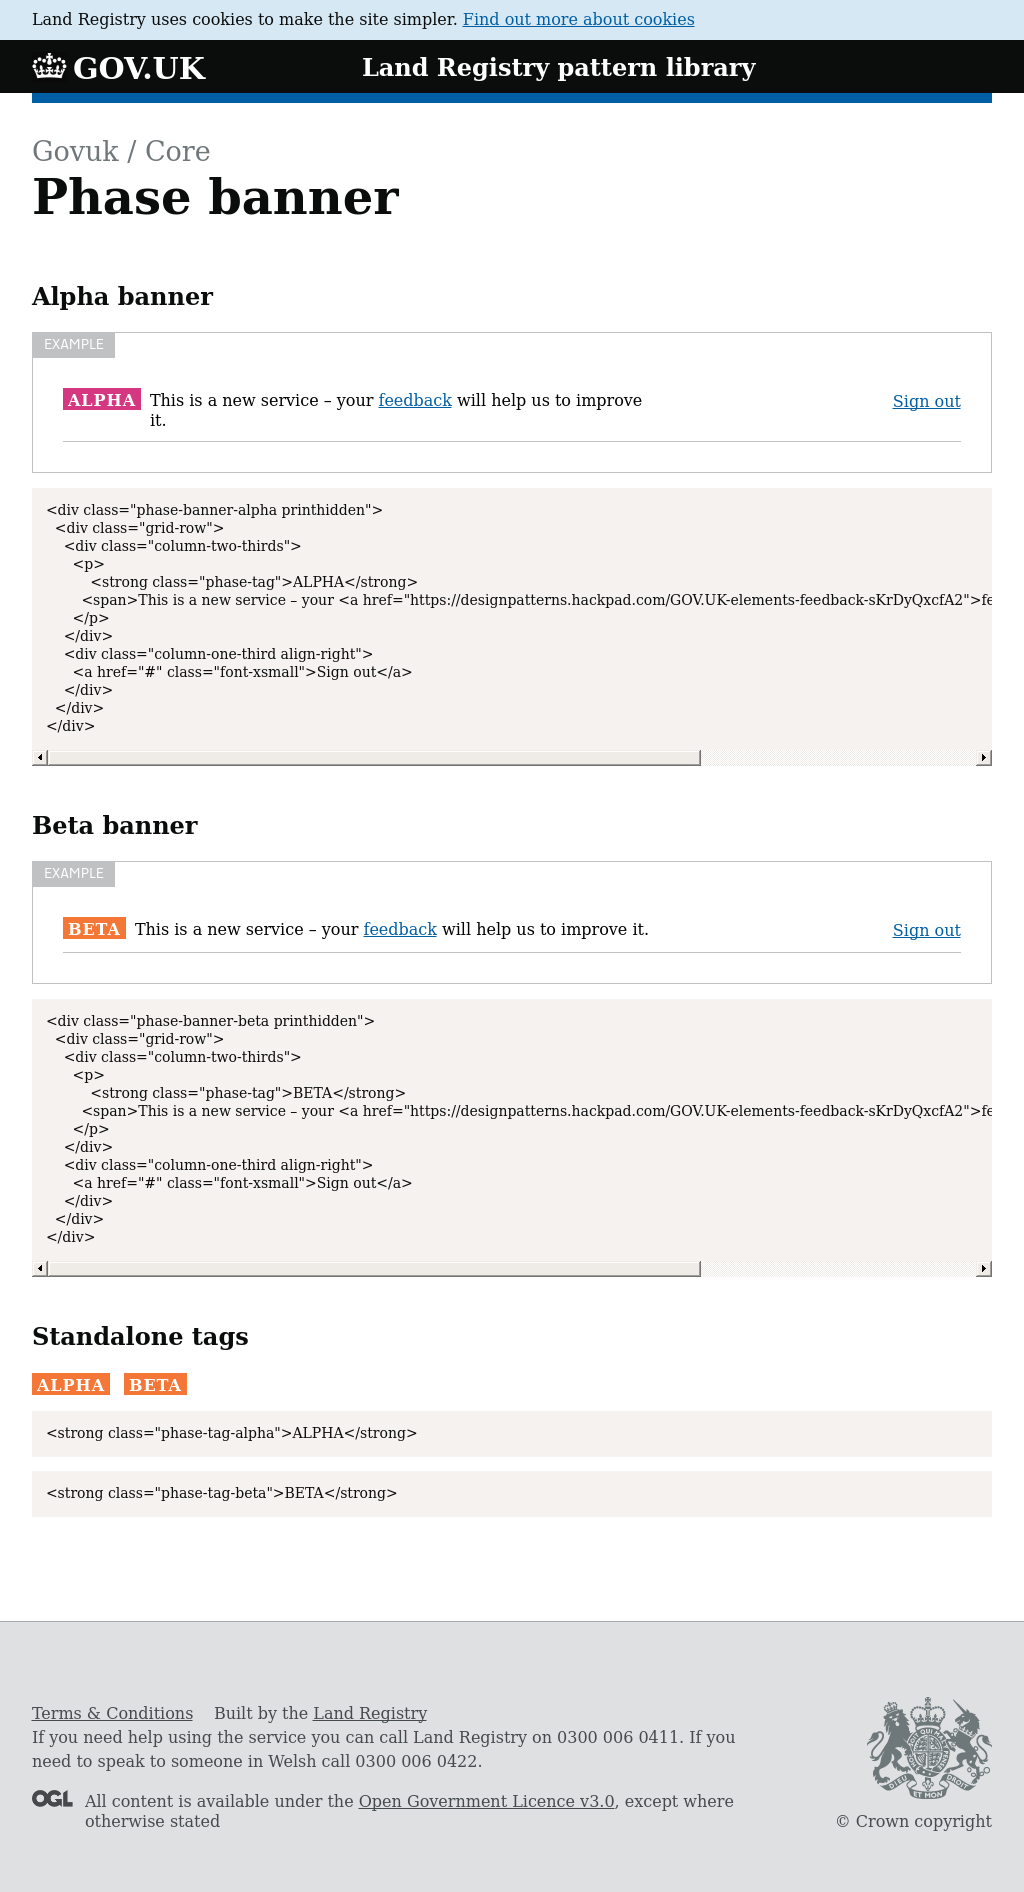 Land Registry uses cookies to make the site simpler. Find out more about cookies
GOV.UK
Land Registry pattern library
Govuk / Core
Phase banner
Alpha banner
EXAMPLE
ALPHA This is a new service – your feedback will help us to improve
it.
Sign out
<div class="phase-banner-alpha printhidden">
<div class="grid-row">
<div class="column-two-thirds">
<p>
<strong class="phase-tag">ALPHA</strong>
<span>This is a new service – your <a href="https://designpatterns.hackpad.com/GOV.UK-elements-feedback-sKrDyQxcfA2">fe
</p>
</div>
<div class="column-one-third align-right">
<a href="#" class="font-xsmall">Sign out</a>
</div>
</div>
</div>
Beta banner
EXAMPLE
BETA This is a new service – your feedback will help us to improve it.
Sign out
<div class="phase-banner-beta printhidden">
<div class="grid-row">
<div class="column-two-thirds">
<p>
<strong class="phase-tag">BETA</strong>
<span>This is a new service – your <a href="https://designpatterns.hackpad.com/GOV.UK-elements-feedback-sKrDyQxcfA2">fe
</p>
</div>
<div class="column-one-third align-right">
<a href="#" class="font-xsmall">Sign out</a>
</div>
</div>
</div>
Standalone tags
ALPHA BETA
<strong class="phase-tag-alpha">ALPHA</strong>
<strong class="phase-tag-beta">BETA</strong>
Terms & Conditions Built by the Land Registry
If you need help using the service you can call Land Registry on 0300 006 0411. If you
need to speak to someone in Welsh call 0300 006 0422.
OGL All content is available under the Open Government Licence v3.0, except where
otherwise stated
DIEU ET MON DROIT
© Crown copyright